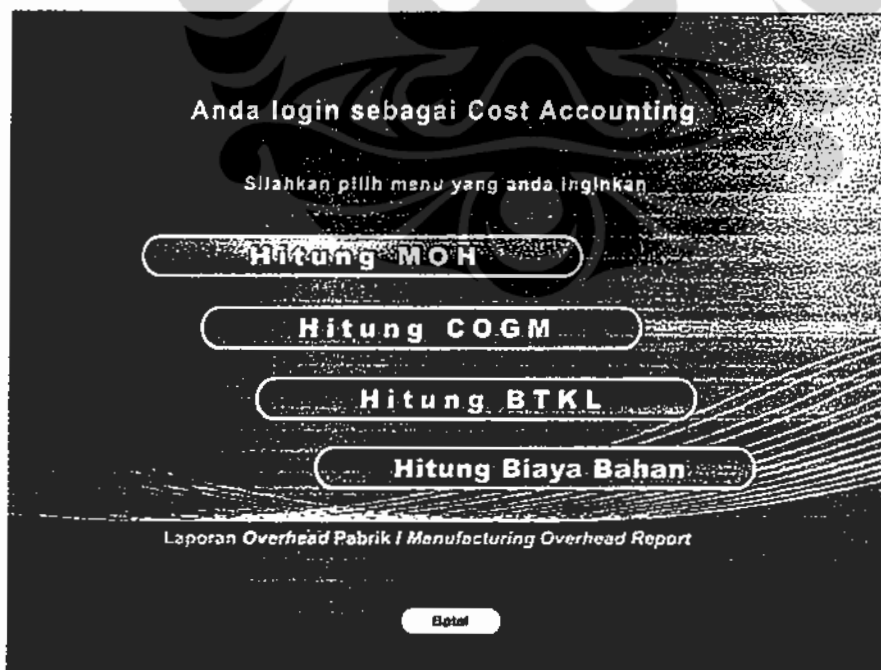 Anda login sebagai Cost Accounting
Silahkan pilih menu yang anda inginkan
Hitung MOH
Hitung COGM
Hitung BTKL
Hitung Biaya Bahan
Laporan Overhead Pabrik / Manufacturing Overhead Report